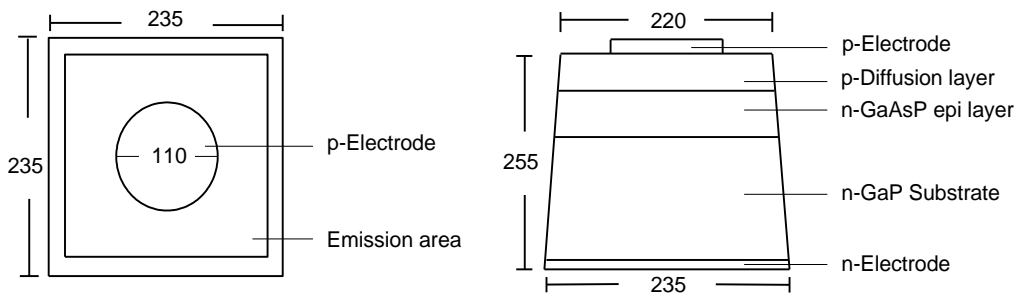 235
235
110
p-Electrode
Emission area
220
255
235
p-Electrode
p-Diffusion layer
n-GaAsP epi layer
n-GaP Substrate
n-Electrode